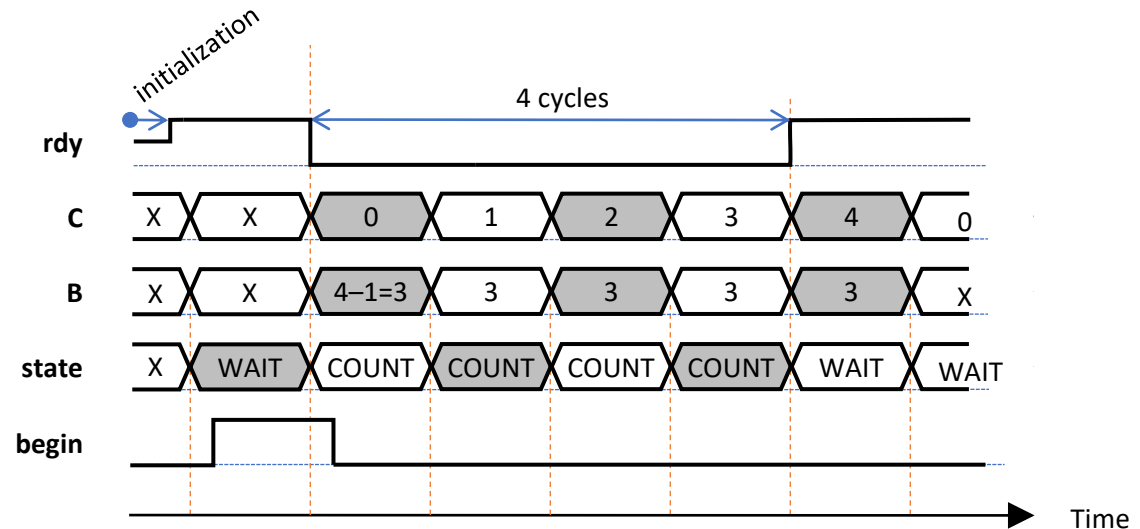 initialization
4 cycles
rdy
C X X 0 1 2 3 4 0
B X X 4–1=3 3 3 3 3 X
state X WAIT COUNT COUNT COUNT COUNT WAIT WAIT
begin
Time